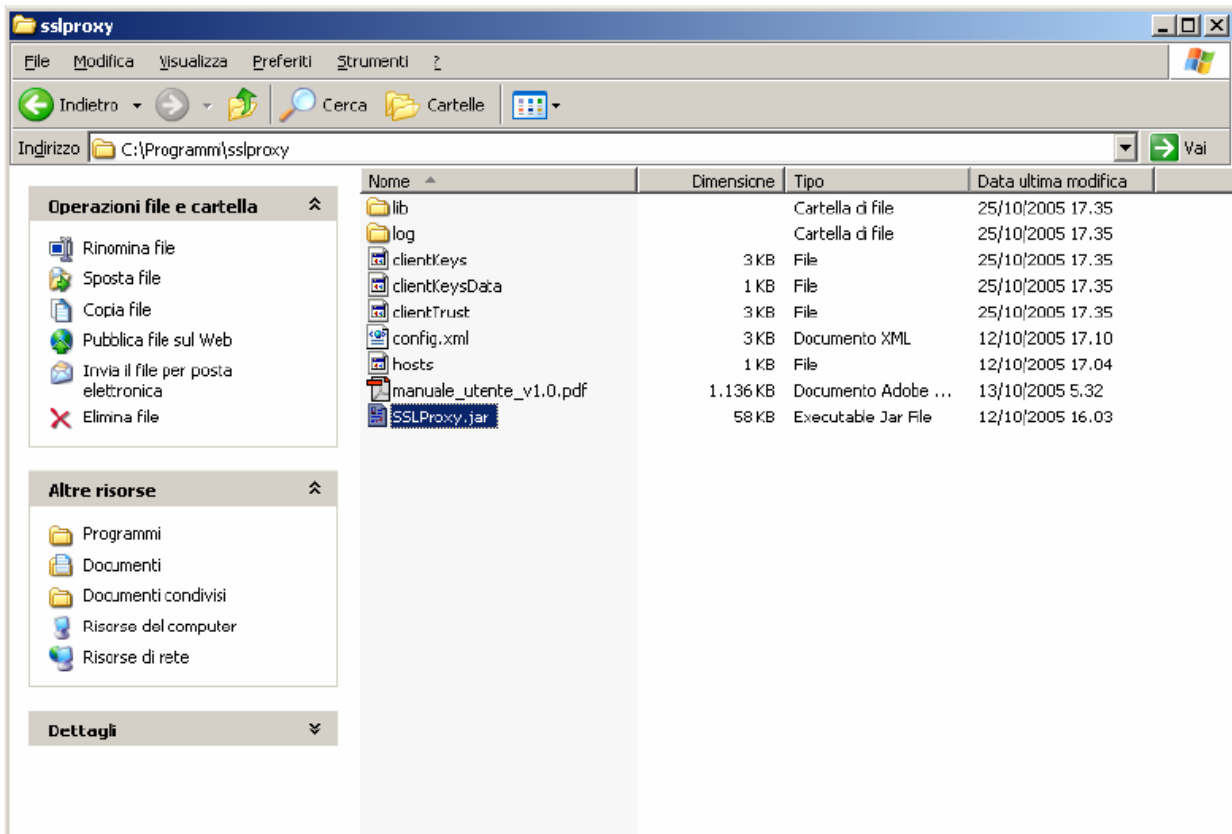 sslproxy
File Modifica Visualizza Preferiti Strumenti ?
Indietro Cerca Cartelle
Indirizzo C:\Programmi\sslproxy Vai
Operazioni file e cartella
Rinomina file
Sposta file
Copia file
Pubblica file sul Web
Invia il file per posta
elettronica
Elimina file
Altre risorse
Programmi
Documenti
Documenti condivisi
Risorse del computer
Risorse di rete
Dettagli
Nome Dimensione Tipo Data ultima modifica
lib Cartella di file 25/10/2005 17.35
log Cartella di file 25/10/2005 17.35
clientKeys 3 KB File 25/10/2005 17.35
clientKeysData 1 KB File 25/10/2005 17.35
clientTrust 3 KB File 25/10/2005 17.35
config.xml 3 KB Documento XML 12/10/2005 17.10
hosts 1 KB File 12/10/2005 17.04
manuale_utente_v1.0.pdf 1.136 KB Documento Adobe ... 13/10/2005 5.32
SSLProxy.jar 58 KB Executable Jar File 12/10/2005 16.03